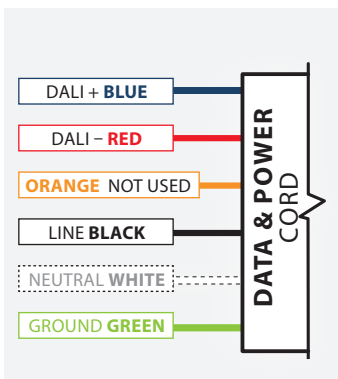 DALI + BLUE
DALI – RED
ORANGE NOT USED
LINE BLACK
NEUTRAL WHITE
GROUND GREEN
DATA & POWER
CORD